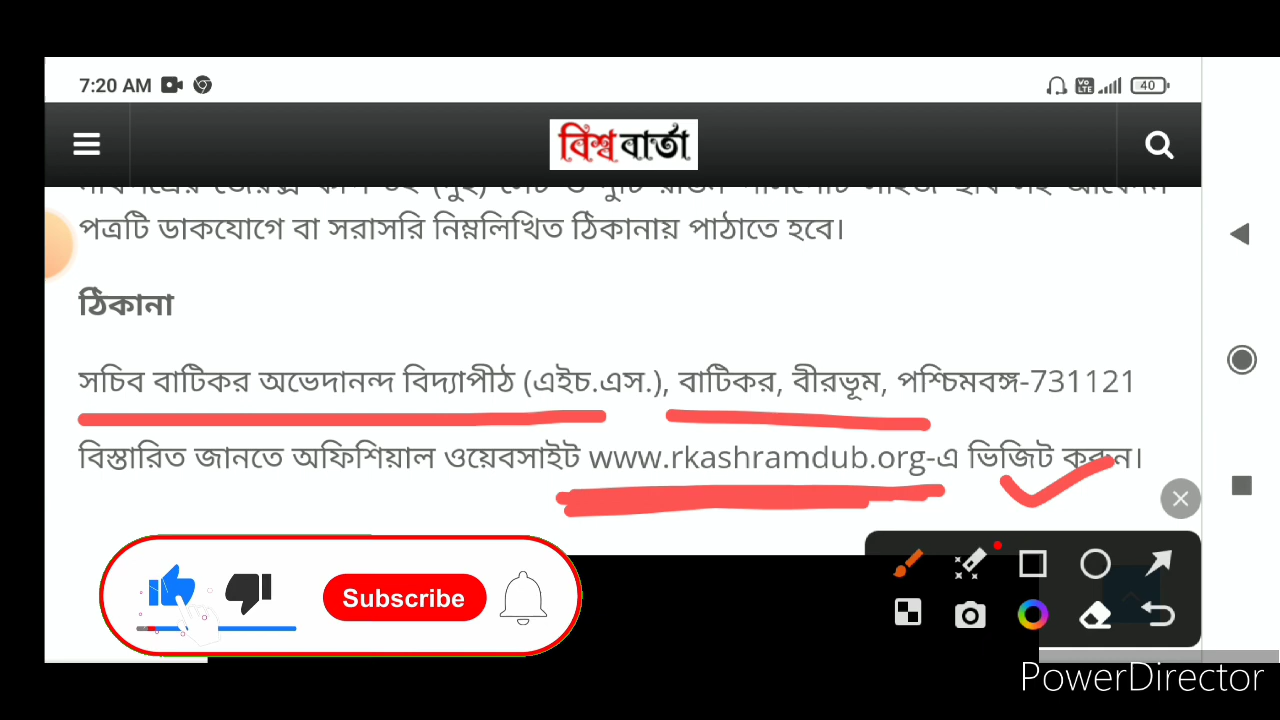 7:20 AM
40
বিশ্ববার্তা
পত্রটি ডাকযোগে বা সরাসরি নিম্নলিখিত ঠিকানায় পাঠাতে হবে।
ঠিকানা
সচিব বাটিকর অভেদানন্দ বিদ্যাপীঠ (এইচ.এস.), বাটিকর, বীরভূম, পশ্চিমবঙ্গ-731121
বিস্তারিত জানতে অফিশিয়াল ওয়েবসাইট www.rkashramdub.org-এ ভিজিট করুন।
Subscribe
PowerDirector